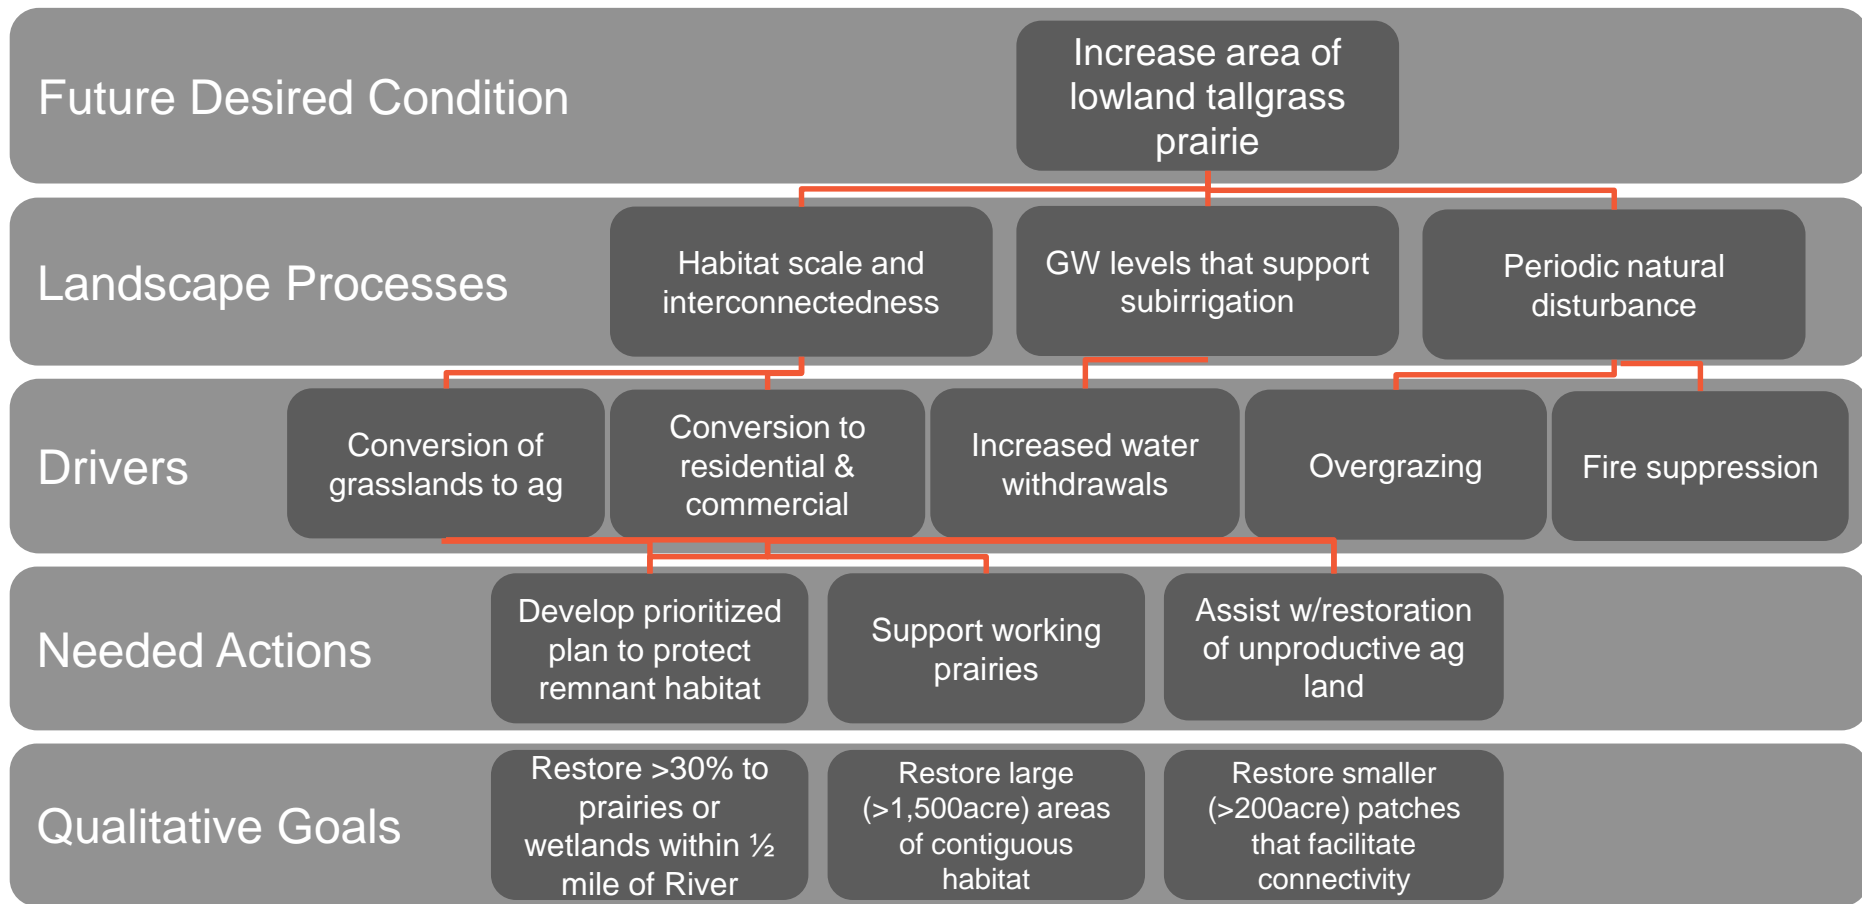 Future Desired Condition
Increase area of
lowland tallgrass
prairie
Landscape Processes
Habitat scale and
interconnectedness
GW levels that support
subirrigation
Periodic natural
disturbance
Drivers
Conversion of
grasslands to ag
Conversion to
residential &
commercial
Increased water
withdrawals
Overgrazing
Fire suppression
Needed Actions
Develop prioritized
plan to protect
remnant habitat
Support working
prairies
Assist w/restoration
of unproductive ag
land
Qualitative Goals
Restore >30% to
prairies or
wetlands within ½
mile of River
Restore large
(>1,500acre) areas
of contiguous
habitat
Restore smaller
(>200acre) patches
that facilitate
connectivity